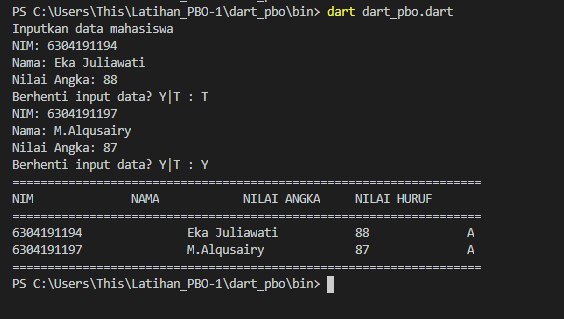 PS C:\Users\This\Latihan_PBO-1\dart_pbo\bin> dart dart_pbo.dart
Inputkan data mahasiswa
NIM: 6304191194
Nama: Eka Juliawati
Nilai Angka: 88
Berhenti input data? Y|T : T
NIM: 6304191197
Nama: M.Alqusairy
Nilai Angka: 87
Berhenti input data? Y|T : Y
===================================================================
NIM              NAMA            NILAI ANGKA     NILAI HURUF
===================================================================
6304191194               Eka Juliawati           88              A
6304191197               M.Alqusairy             87              A
===================================================================
PS C:\Users\This\Latihan_PBO-1\dart_pbo\bin>